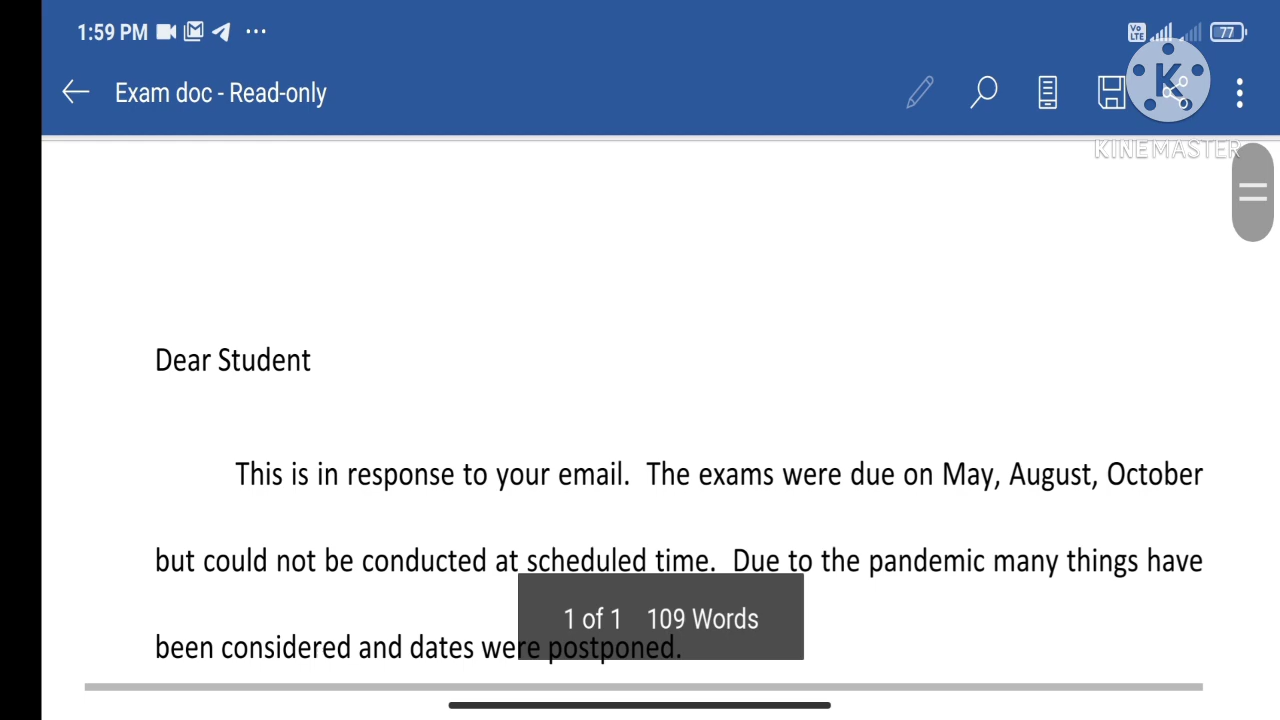 1:59 PM ... Vo LTE 77
Exam doc - Read-only
K
KINEMASTER
Dear Student
This is in response to your email. The exams were due on May, August, October
but could not be conducted at scheduled time. Due to the pandemic many things have
1 of 1 109 Words
been considered and dates were postponed.